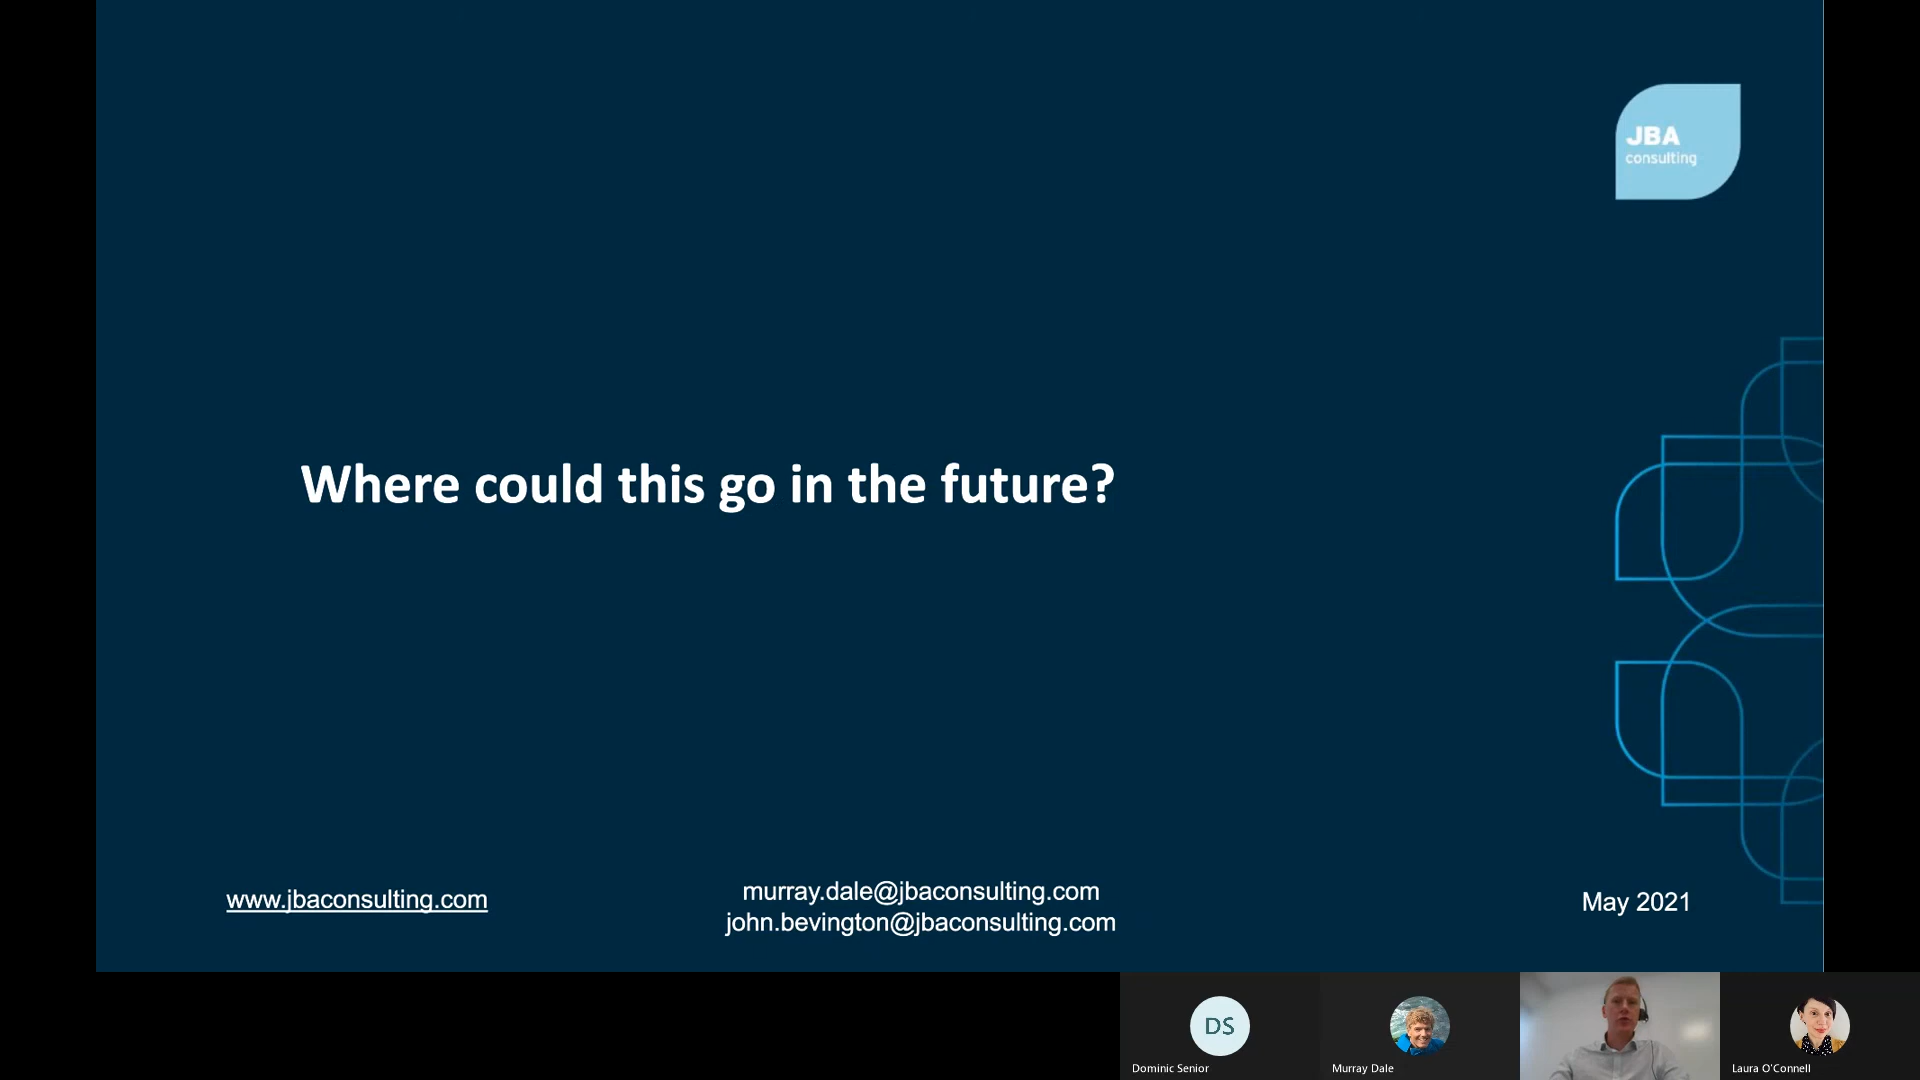 JBA
consulting
Where could this go in the future?
www.jbaconsulting.com
murray.dale@jbaconsulting.com
john.bevington@jbaconsulting.com
May 2021
DS
Dominic Senior
Murray Dale
Laura O'Connell